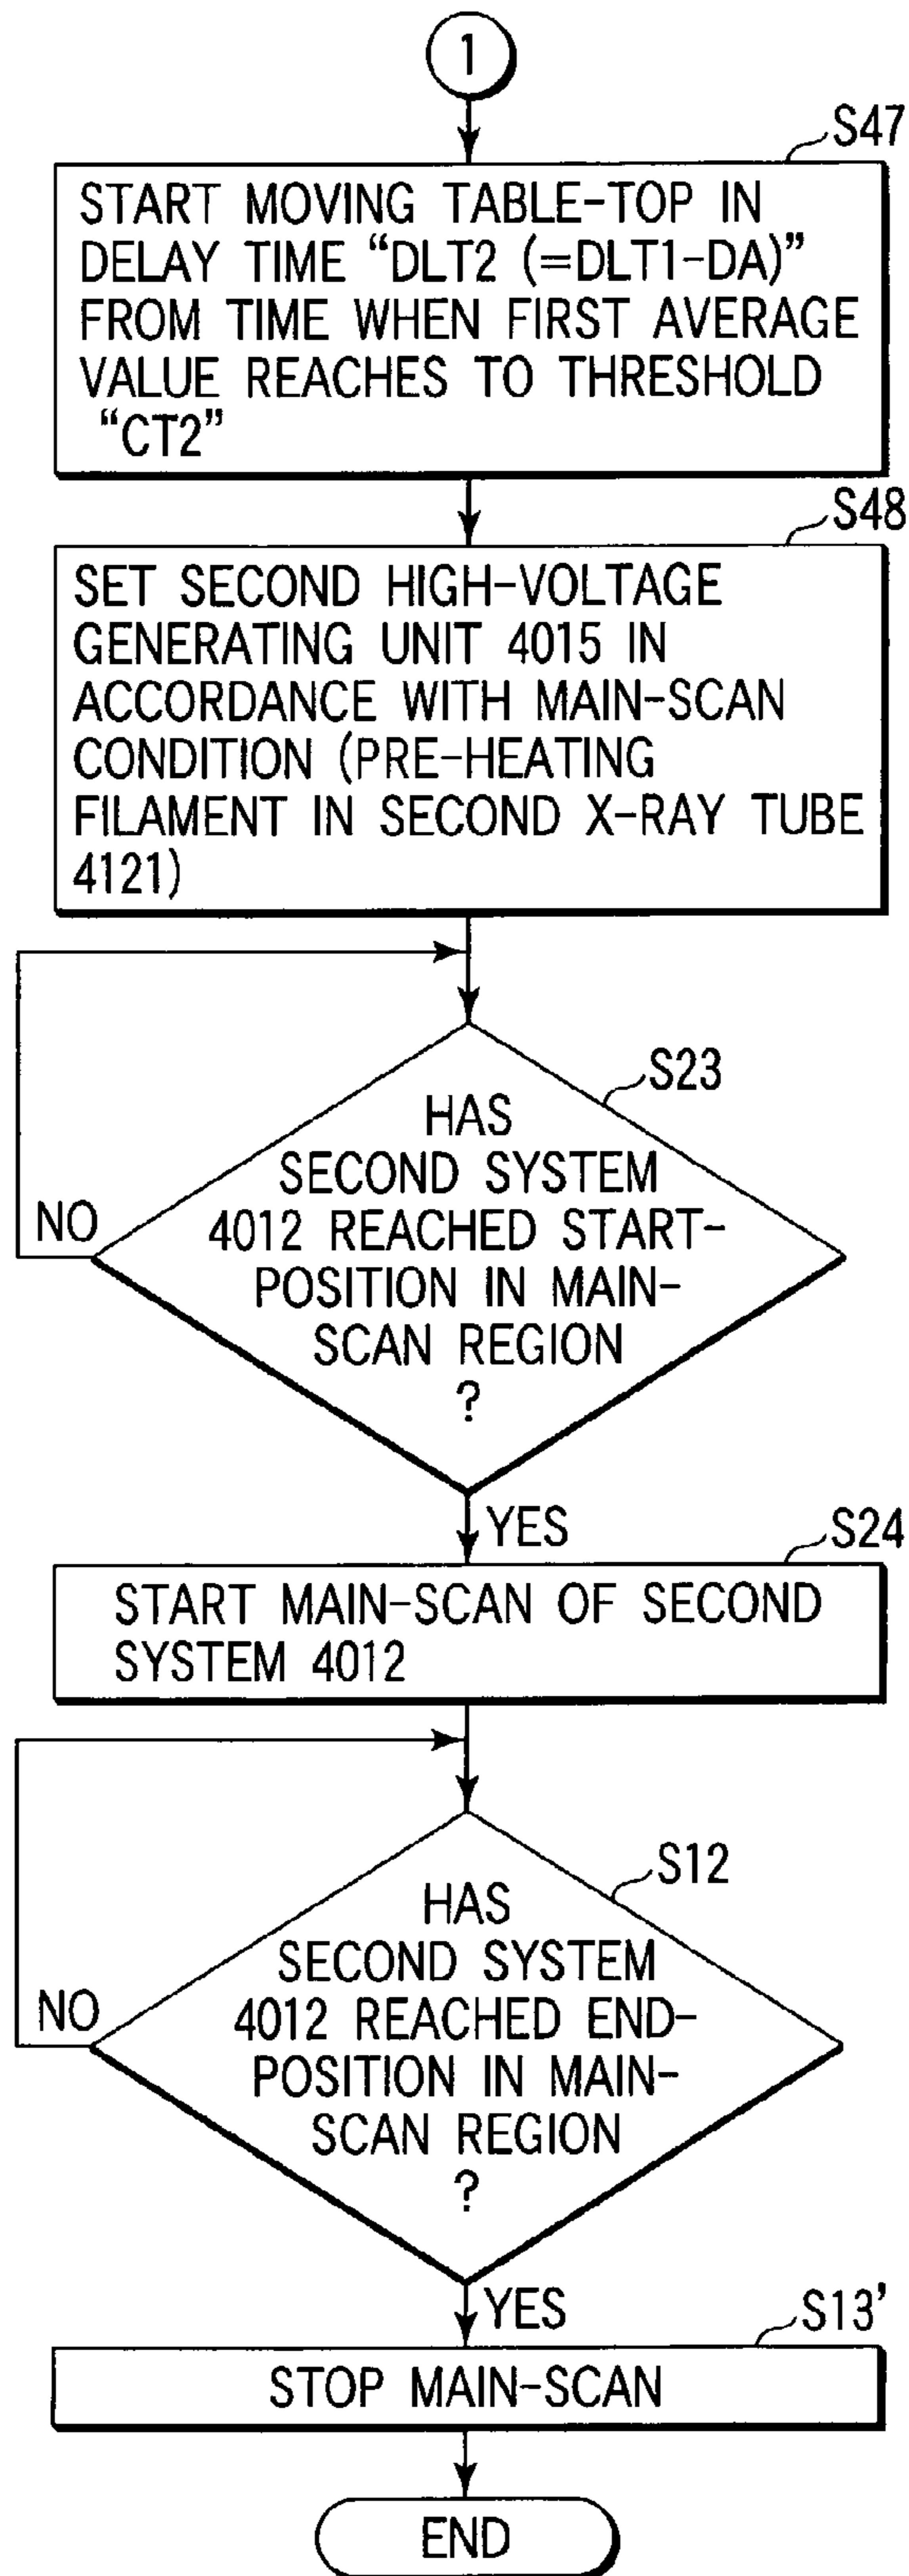 1
S47
START MOVING TABLE-TOP IN
DELAY TIME “DLT2 (=DLT1-DA)”
FROM TIME WHEN FIRST AVERAGE
VALUE REACHES TO THRESHOLD
“CT2”
S48
SET SECOND HIGH-VOLTAGE
GENERATING UNIT 4015 IN
ACCORDANCE WITH MAIN-SCAN
CONDITION (PRE-HEATING
FILAMENT IN SECOND X-RAY TUBE
4121)
S23
HAS
SECOND SYSTEM
4012 REACHED START-
POSITION IN MAIN-
SCAN REGION
?
NO
YES
S24
START MAIN-SCAN OF SECOND
SYSTEM 4012
S12
HAS
SECOND SYSTEM
4012 REACHED END-
POSITION IN MAIN-
SCAN REGION
?
NO
YES
S13’
STOP MAIN-SCAN
END